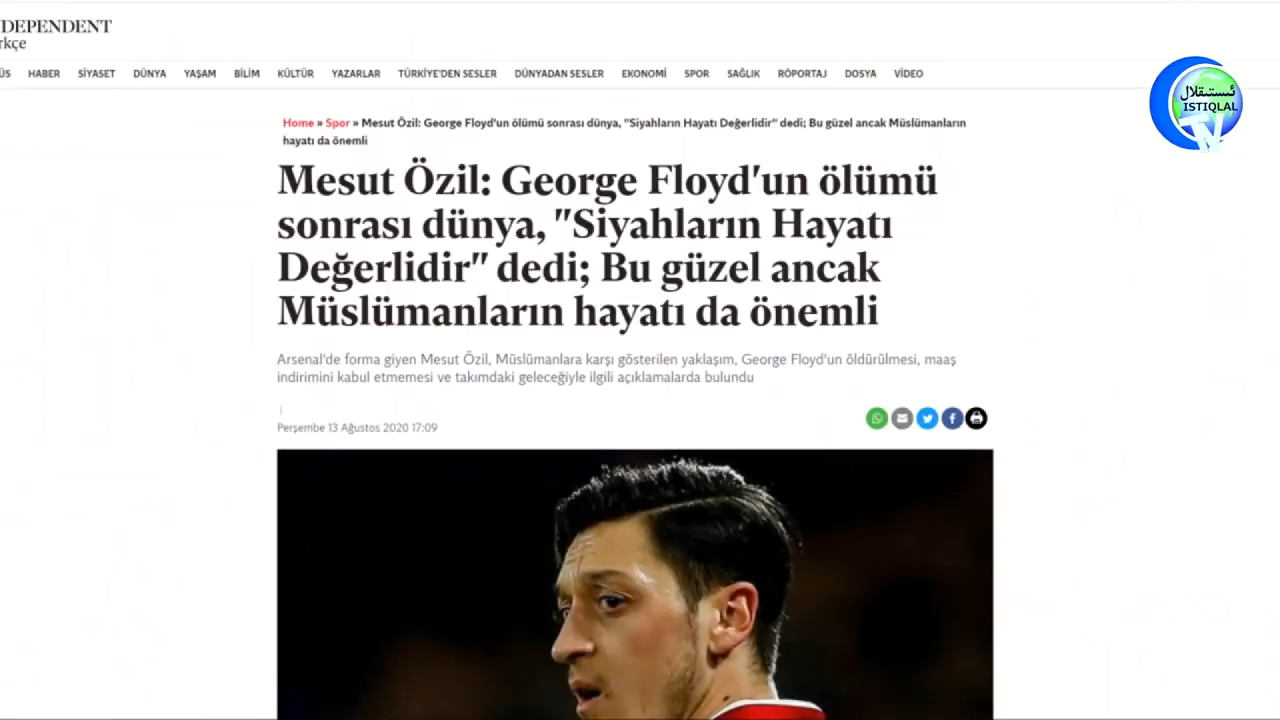 DEPENDENT
rkçe
ÜS HABER SİYASET DÜNYA YAŞAM BİLİM KÜLTÜR YAZARLAR TÜRKİYE'DEN SESLER DÜNYADAN SESLER EKONOMİ SPOR SAĞLIK RÖPORTAJ DOSYA VİDEO
ئىستىقلال
ISTIQLAL
TV
Home » Spor » Mesut Özil: George Floyd'un ölümü sonrası dünya, "Siyahların Hayatı Değerlidir" dedi; Bu güzel ancak Müslümanların
hayatı da önemli
Mesut Özil: George Floyd'un ölümü
sonrası dünya, "Siyahların Hayatı
Değerlidir" dedi; Bu güzel ancak
Müslümanların hayatı da önemli
Arsenal'de forma giyen Mesut Özil, Müslümanlara karşı gösterilen yaklaşım, George Floyd'un öldürülmesi, maaş
indirimini kabul etmemesi ve takımdaki geleceğiyle ilgili açıklamalarda bulundu
Perşembe 13 Ağustos 2020 17:09